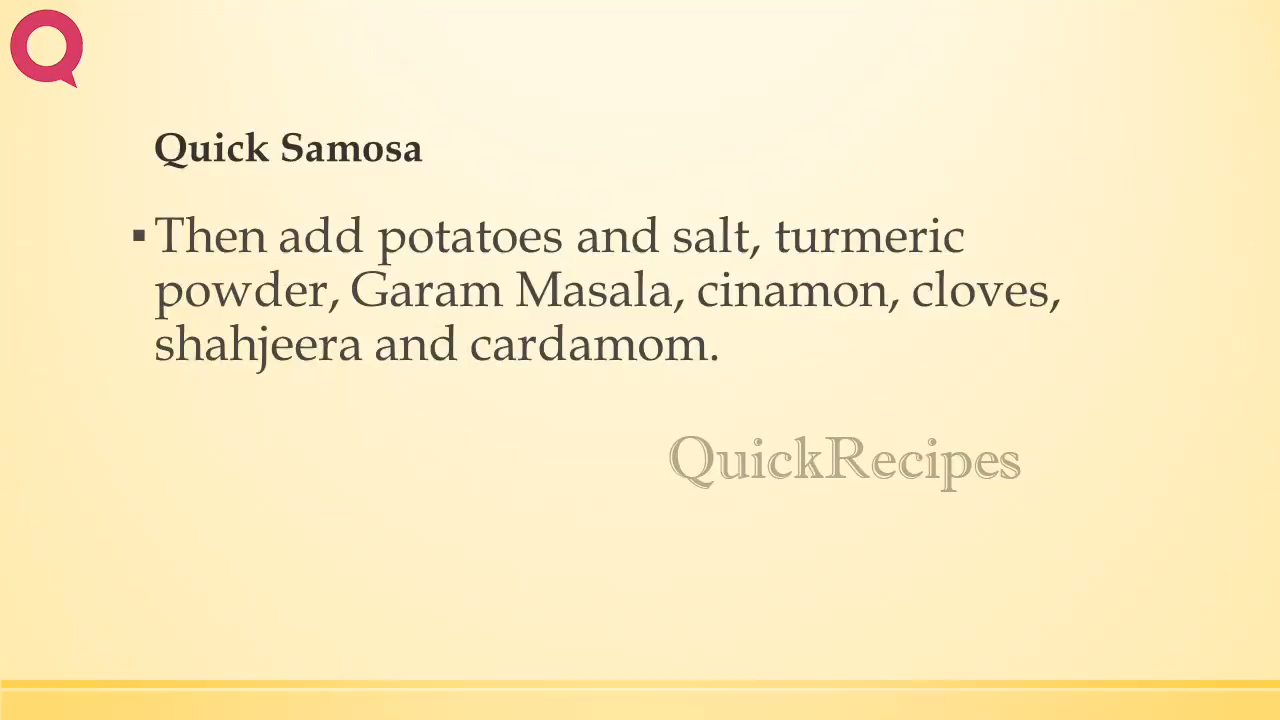 Quick Samosa
▪ Then add potatoes and salt, turmeric
powder, Garam Masala, cinamon, cloves,
shahjeera and cardamom.
QuickRecipes